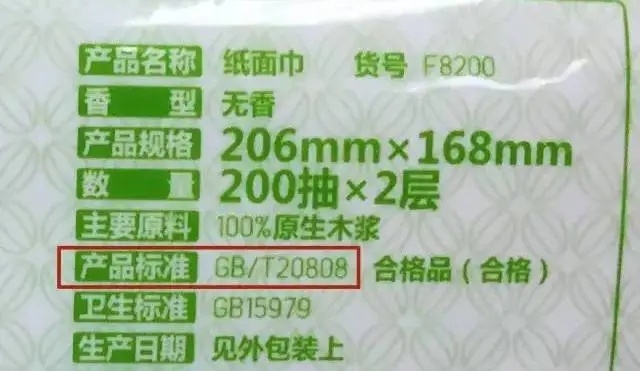 产品名称 纸面巾 货号 F8200
香型 无香
产品规格 206mm×168mm
数量 200抽×2层
主要原料 100%原生木浆
产品标准 GB/T20808 合格品（合格）
卫生标准 GB15979
生产日期 见外包装上